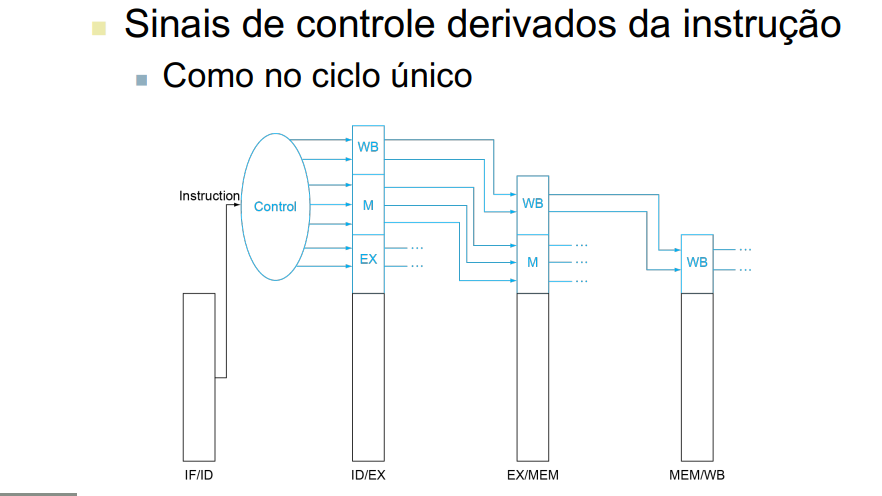 Sinais de controle derivados da instrução
Como no ciclo único
WB
Instruction
Control
M
WB
EX
...
...
...
M
...
...
WB
...
...
IF/ID
ID/EX
EX/MEM
MEM/WB